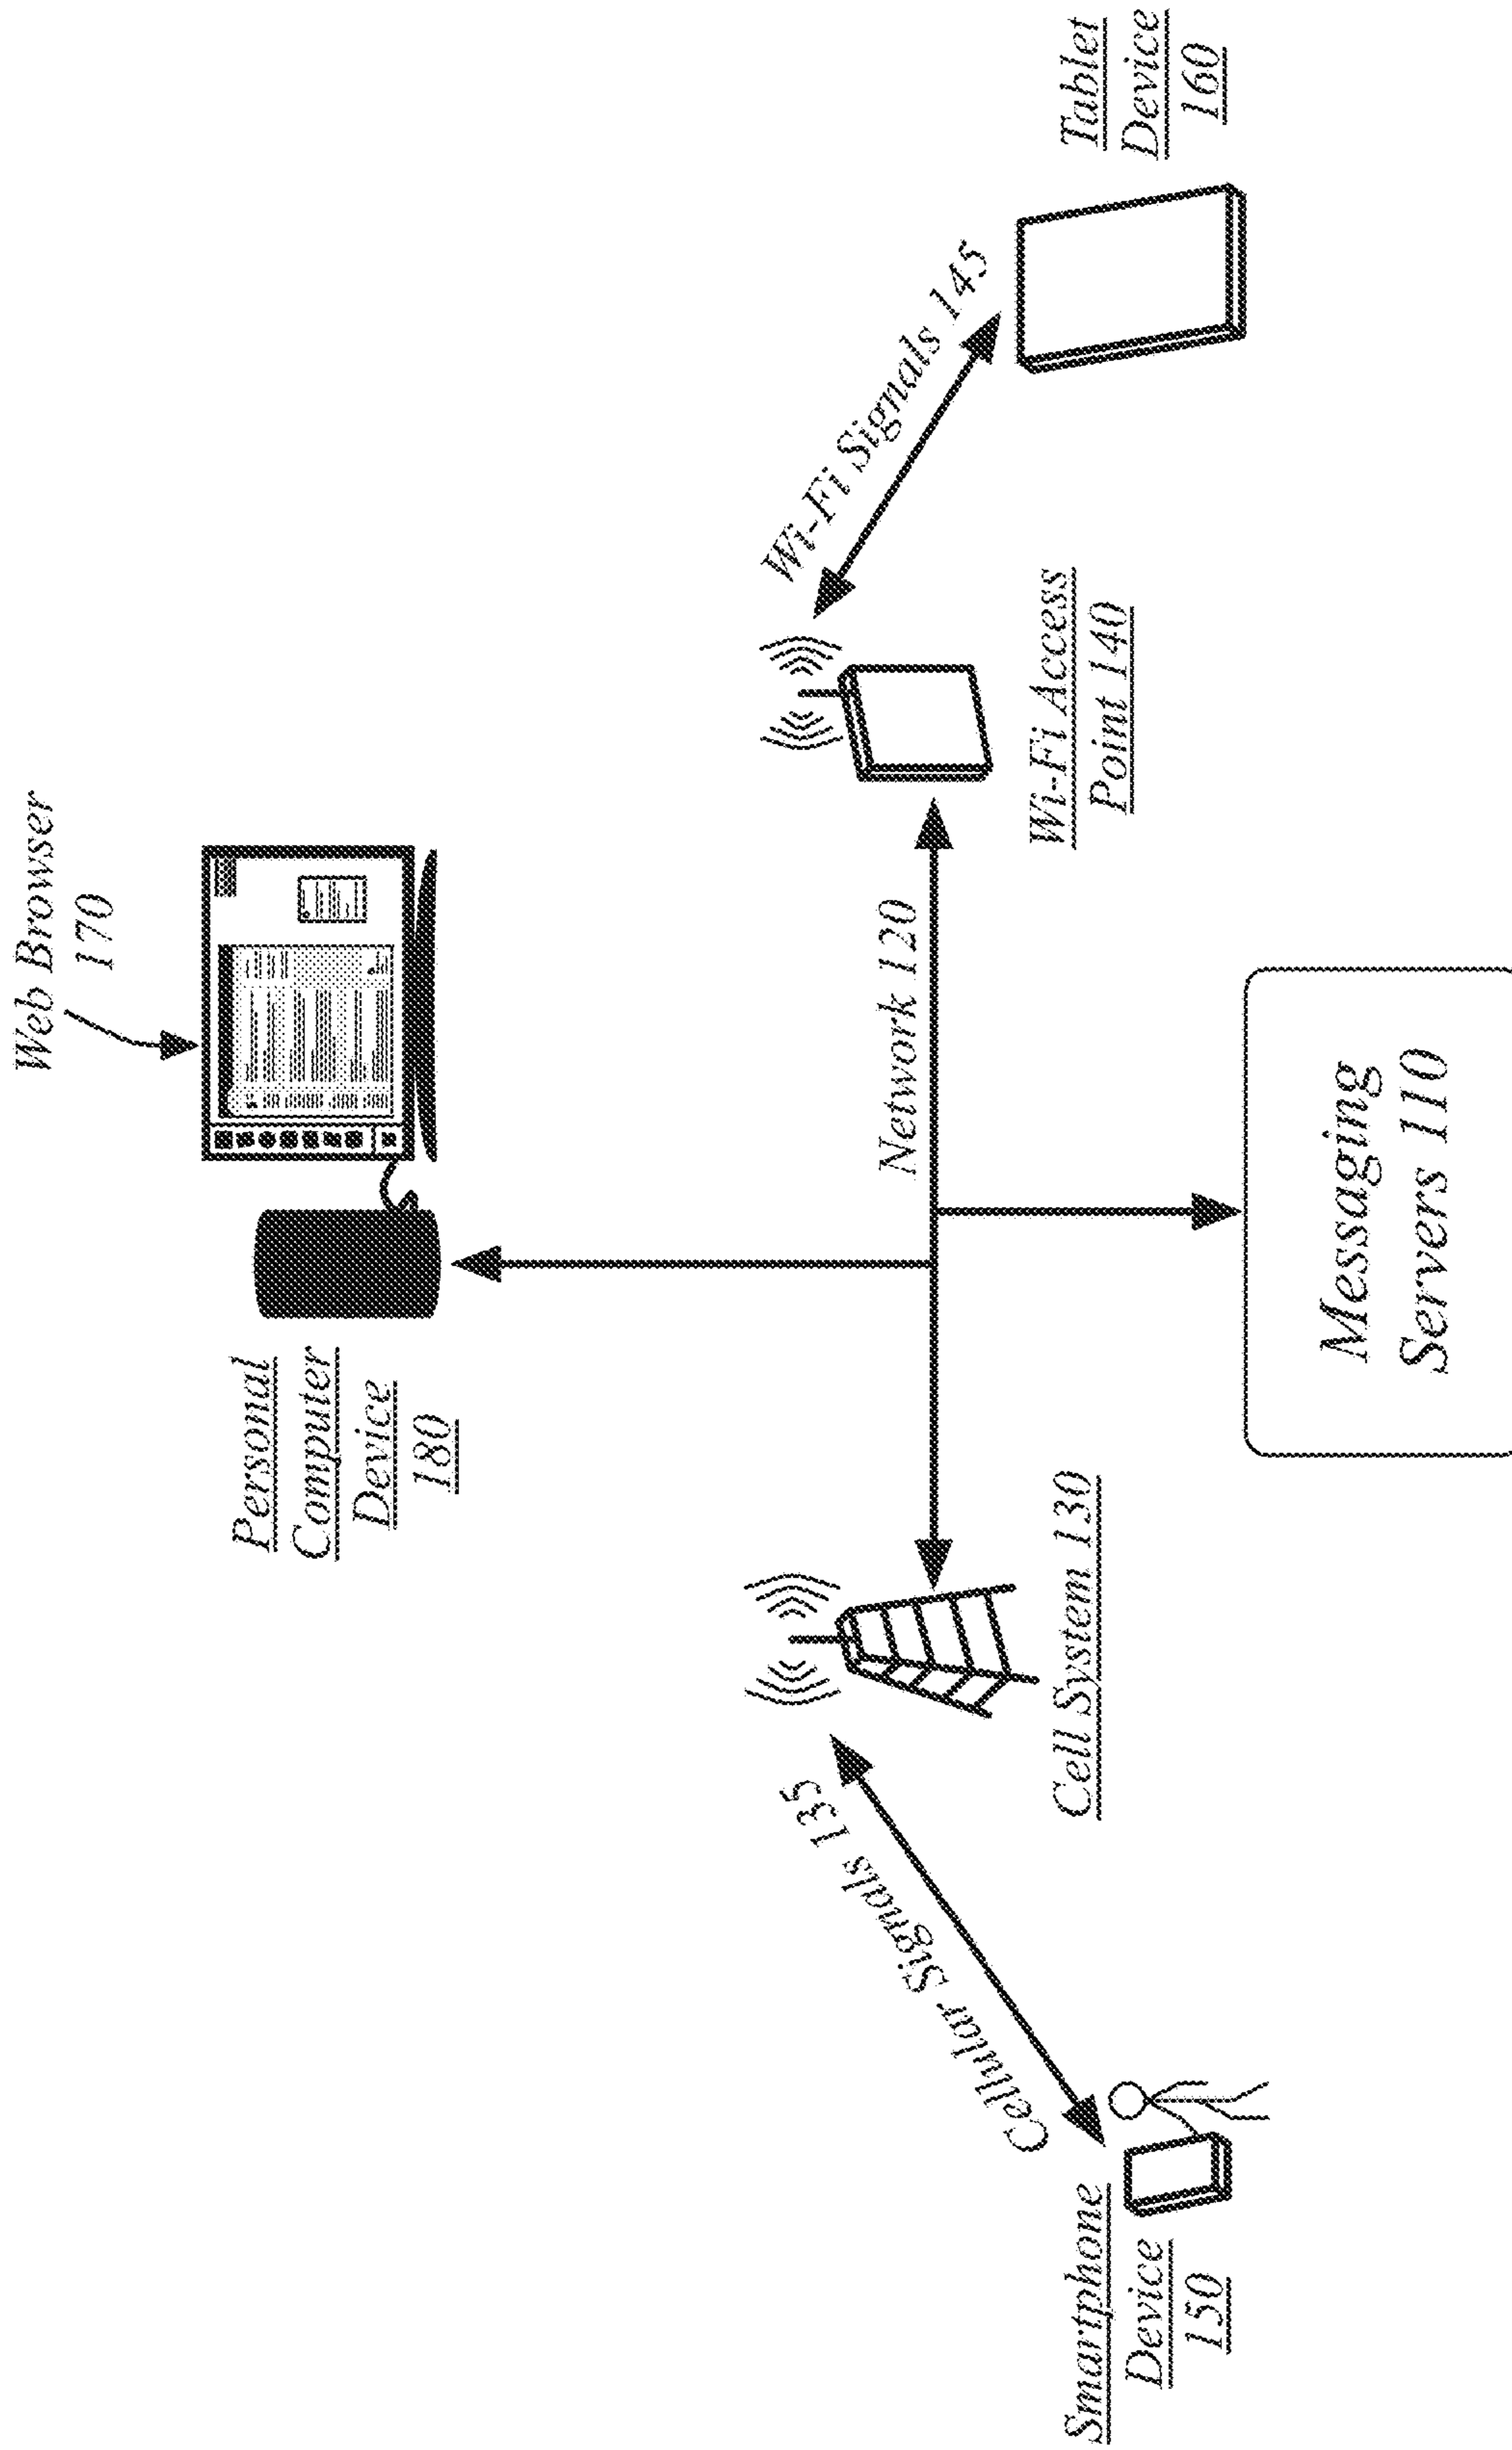 Web Browser
170
Personal
Computer
Device
180
Cellular Signals 135
Network 120
Wi-Fi Signals 145
Smartphone
Device
150
Cell System 130
Wi-Fi Access
Point 140
Tablet
Device
160
Messaging
Servers 110